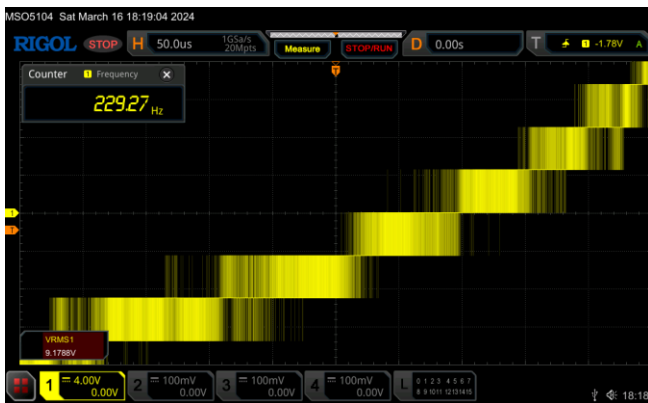 MSO5104 Sat March 16 18:19:04 2024
RIGOL STOP H 50.0us 1GSa/s 20Mpts Measure STOP/RUN D 0.00s T 1 -1.78V A
Counter 1 Frequency X
229.27 Hz
T
1
T
VRMS1
9.1788V
1 4.00V 0.00V 2 100mV 0.00V 3 100mV 0.00V 4 100mV 0.00V L 0 1 2 3 4 5 6 7
8 9 10 11 12 13 14 15
18:18